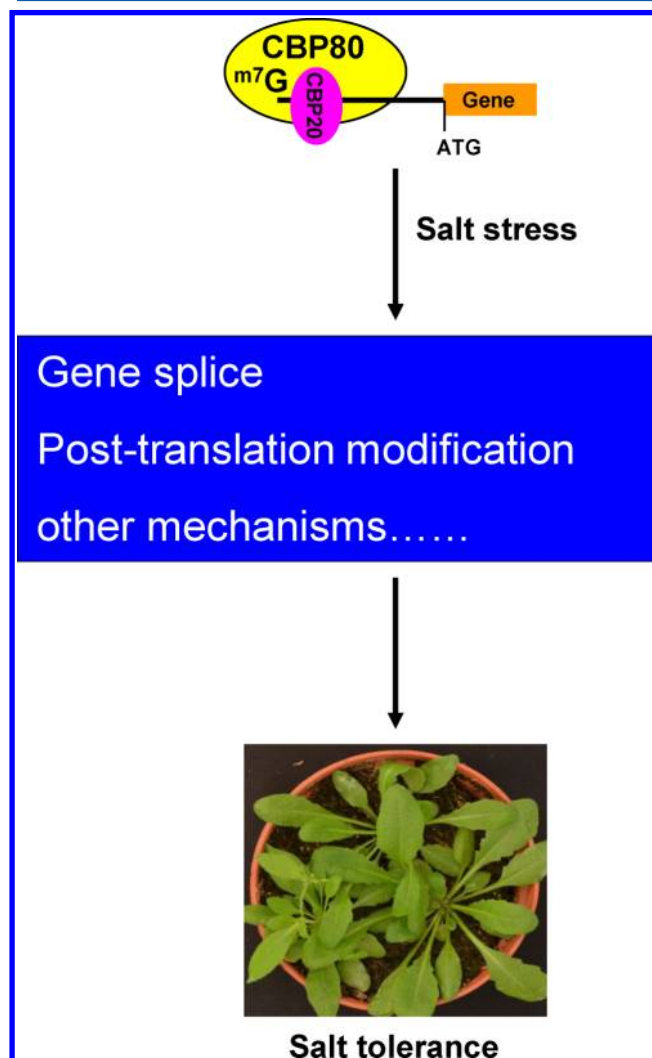 CBP80
m7G
CBP20
Gene
ATG
Salt stress
Gene splice
Post-translation modification
other mechanisms......
Salt tolerance